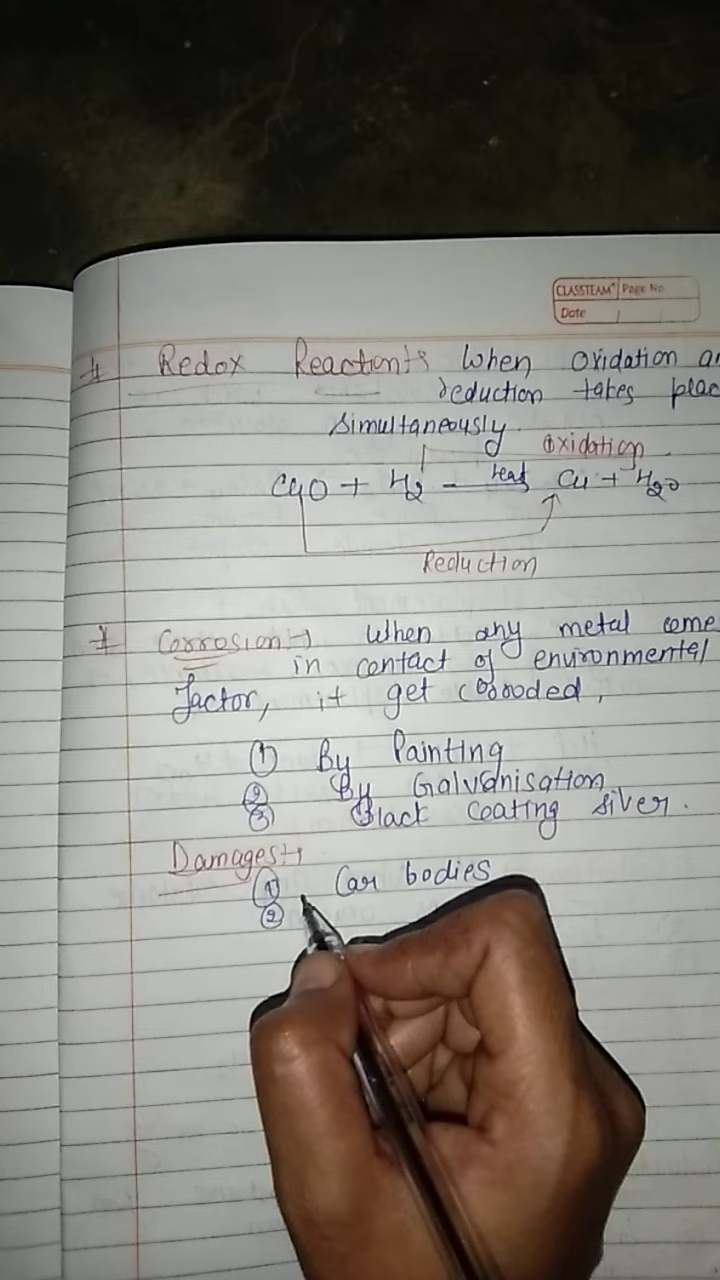 CLASSTEAM Page No
Date
Redox Reaction:- When oxidation an
reduction takes plac
simultaneously.
Oxidation
CuO + H2 - heat Cu + H2O
Reduction
Corrosion:-) When any metal come
in contact of environmental
factor, it get corooded,
① By Painting
② By Galvanisation
③ Black coating silver.
Damages:-
① Car bodies
②